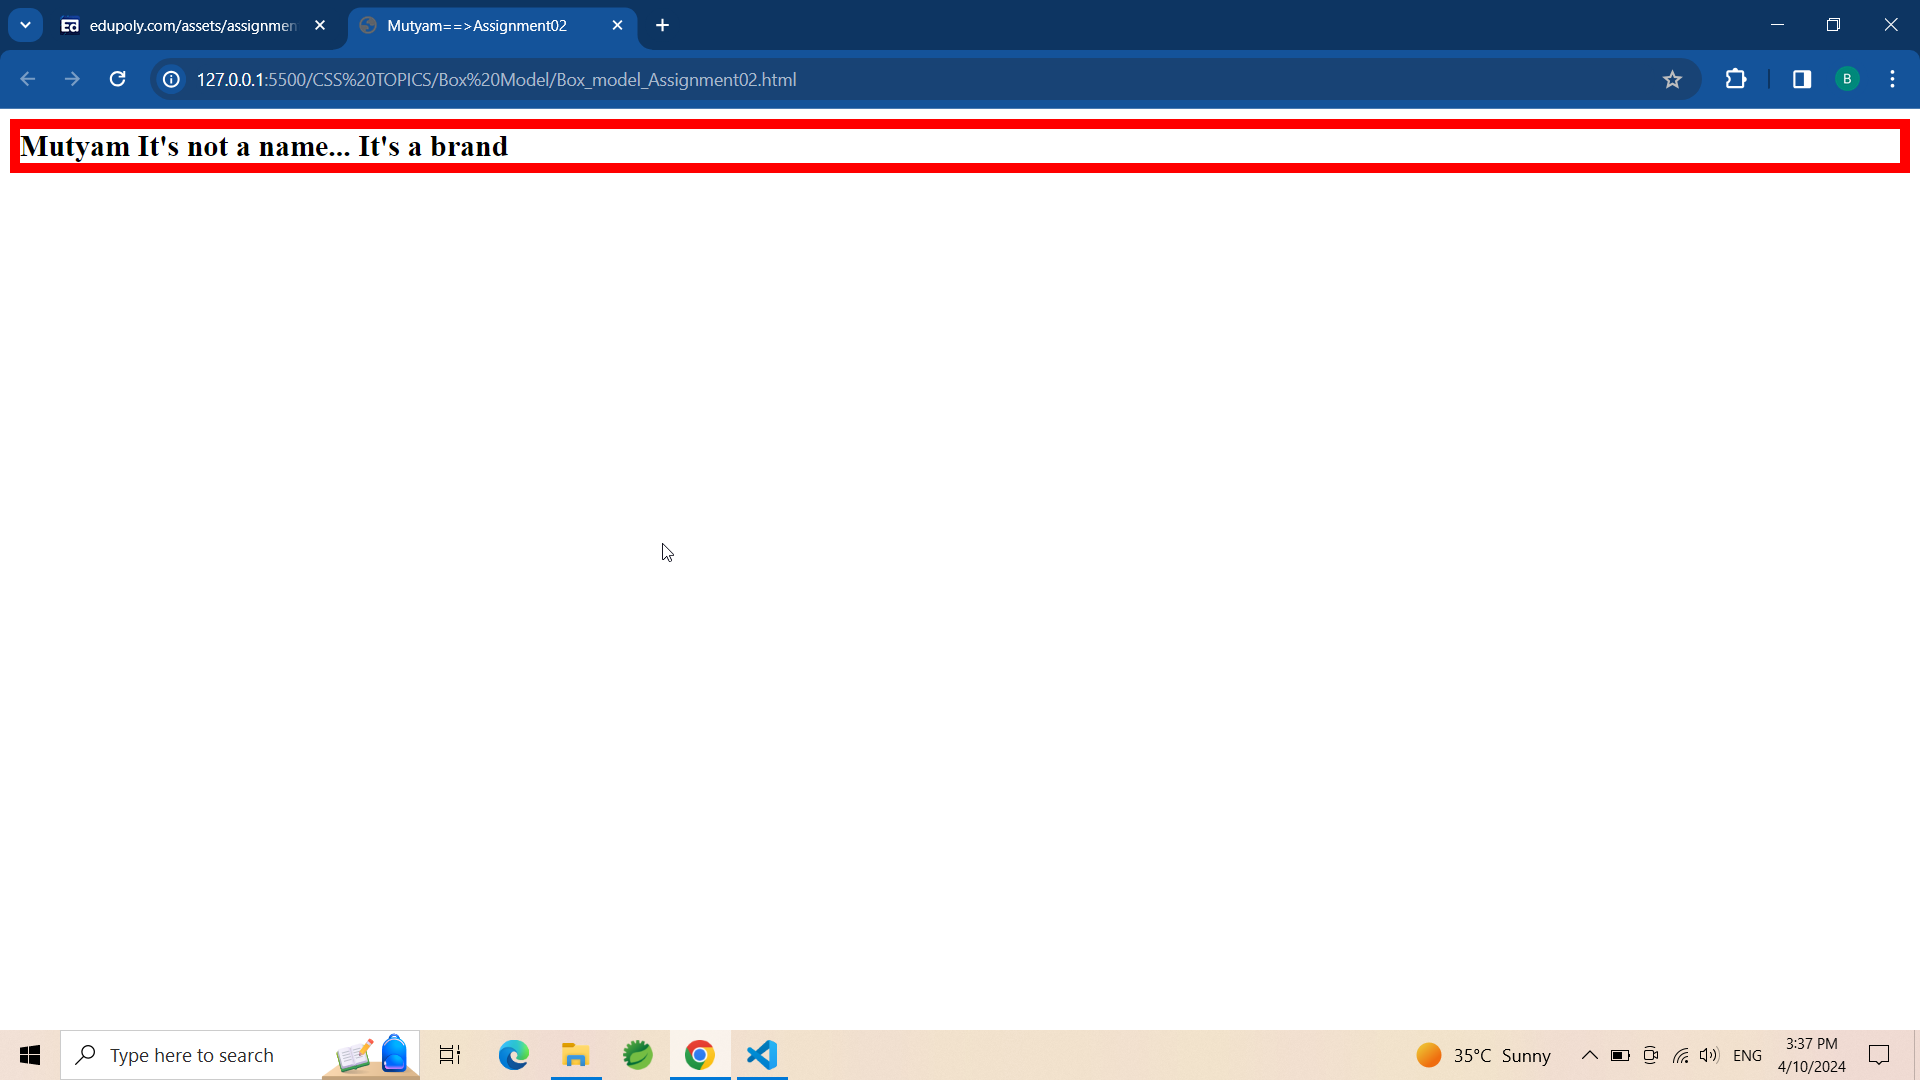 Ed edupoly.com/assets/assignmen
Mutyam==>Assignment02
127.0.0.1:5500/CSS%20TOPICS/Box%20Model/Box_model_Assignment02.html
B
Mutyam It's not a name... It's a brand
Type here to search
35°C Sunny
ENG
3:37 PM
4/10/2024